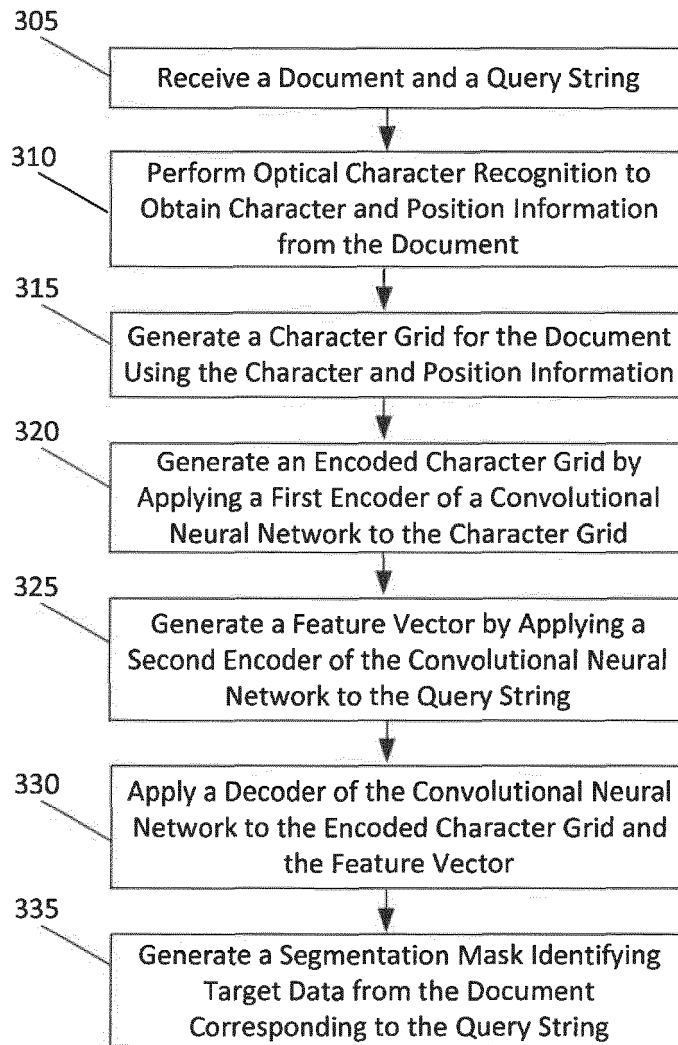 305
Receive a Document and a Query String
310
Perform Optical Character Recognition to
Obtain Character and Position Information
from the Document
315
Generate a Character Grid for the Document
Using the Character and Position Information
320
Generate an Encoded Character Grid by
Applying a First Encoder of a Convolutional
Neural Network to the Character Grid
325
Generate a Feature Vector by Applying a
Second Encoder of the Convolutional Neural
Network to the Query String
330
Apply a Decoder of the Convolutional Neural
Network to the Encoded Character Grid and
the Feature Vector
335
Generate a Segmentation Mask Identifying
Target Data from the Document
Corresponding to the Query String